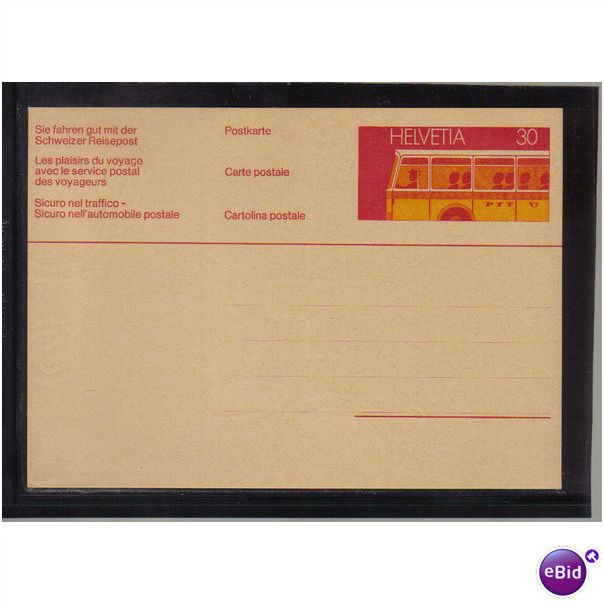 Sie fahren gut mit der
Schweizer Reisepost
Les plaisirs du voyage
avec le service postal
des voyageurs
Sicuro nel traffico -
Sicuro nell'automobile postale
Postkarte
Carte postale
Cartolina postale
HELVETIA 30
PTT
eBid